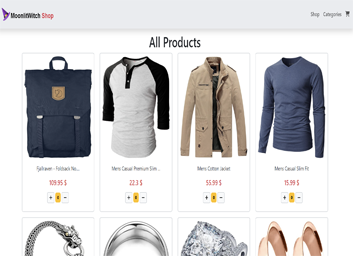 MoonlitWitch Shop
Shop Categories
All Products
Fjallraven - Foldsack No...
Mens Casual Premium Slim ...
Mens Cotton Jacket
Mens Casual Slim Fit
109.95 $
22.3 $
55.99 $
15.99 $
+ 0 - + 0 - + 0 - + 0 -